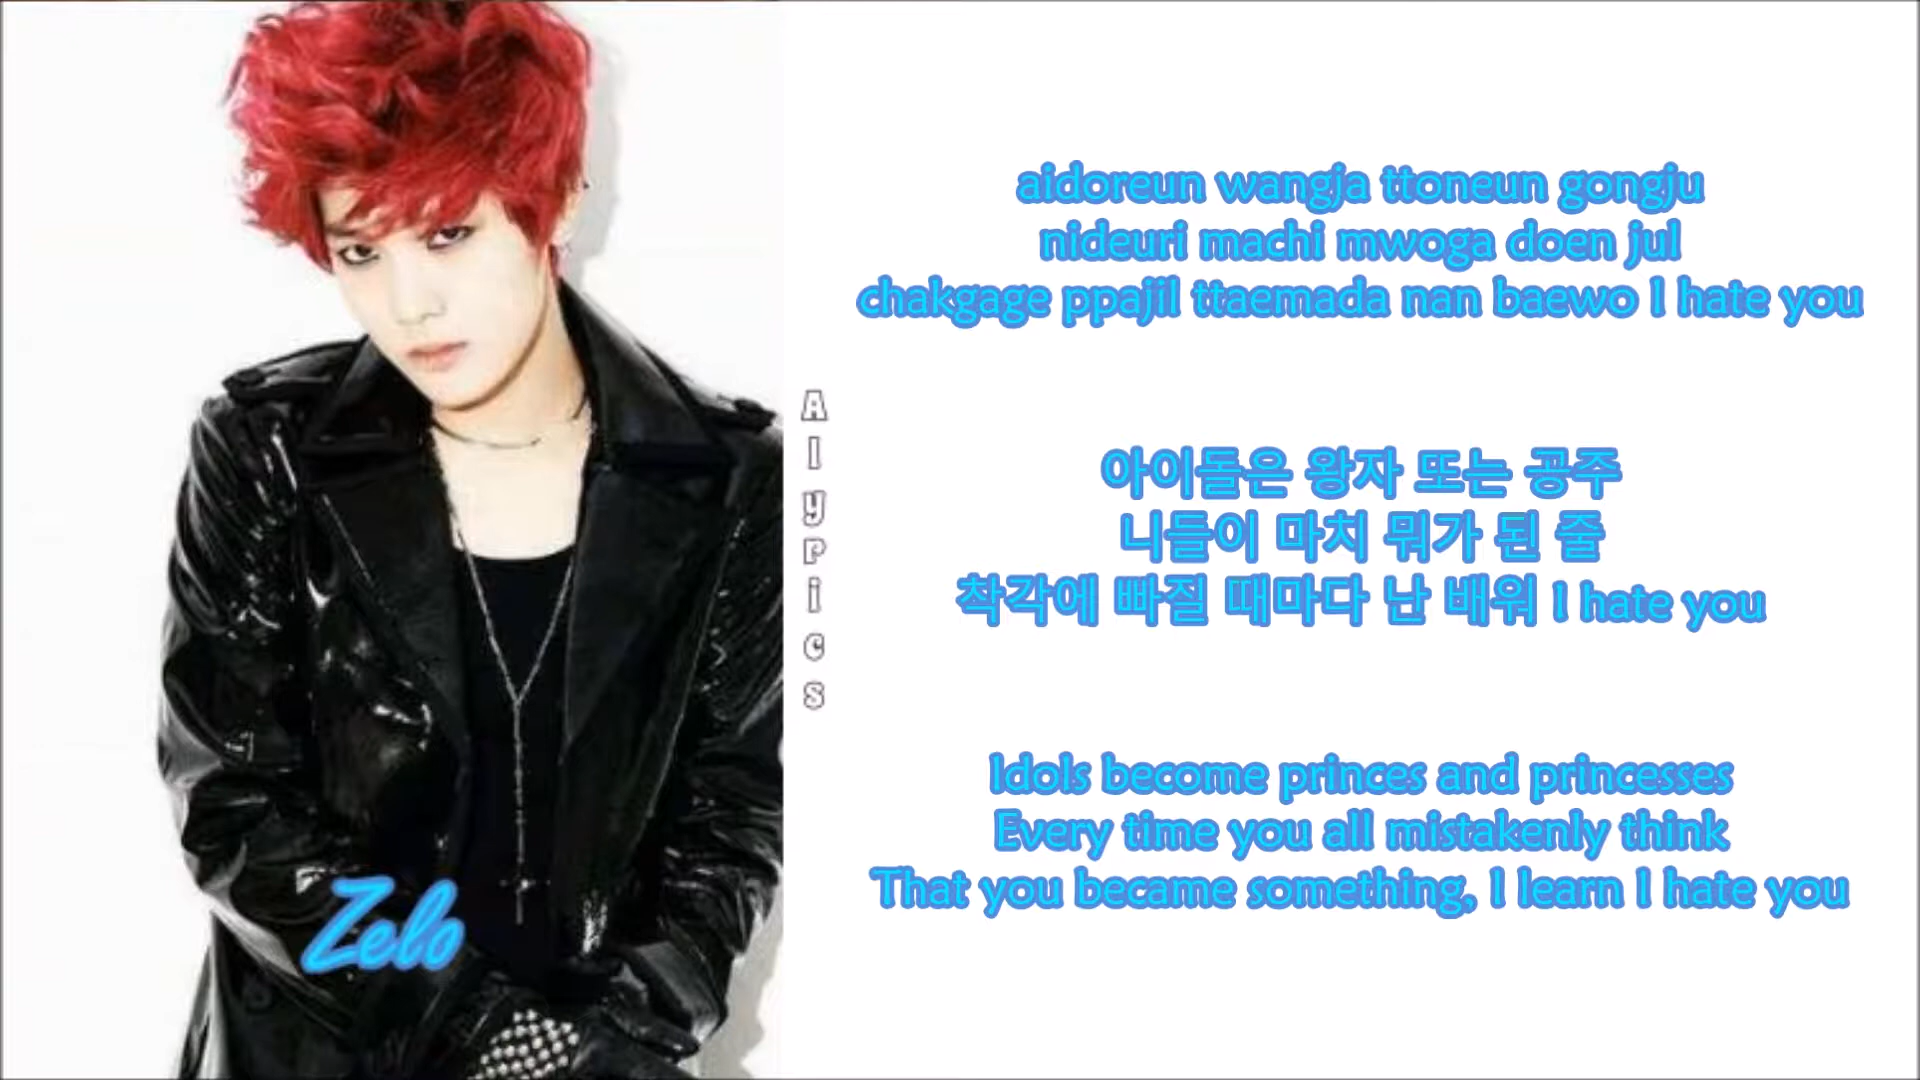 aidoreun wangja ttoneun gongju
nideuri machi mwoga doen jul
chakgage ppajil ttaemada nan baewo I hate you
아이돌은 왕자 또는 공주
니들이 마치 뭐가 된 줄
착각에 빠질 때마다 난 배워 I hate you
Idols become princes and princesses
Every time you all mistakenly think
That you became something, I learn I hate you
Zelo
Alypics